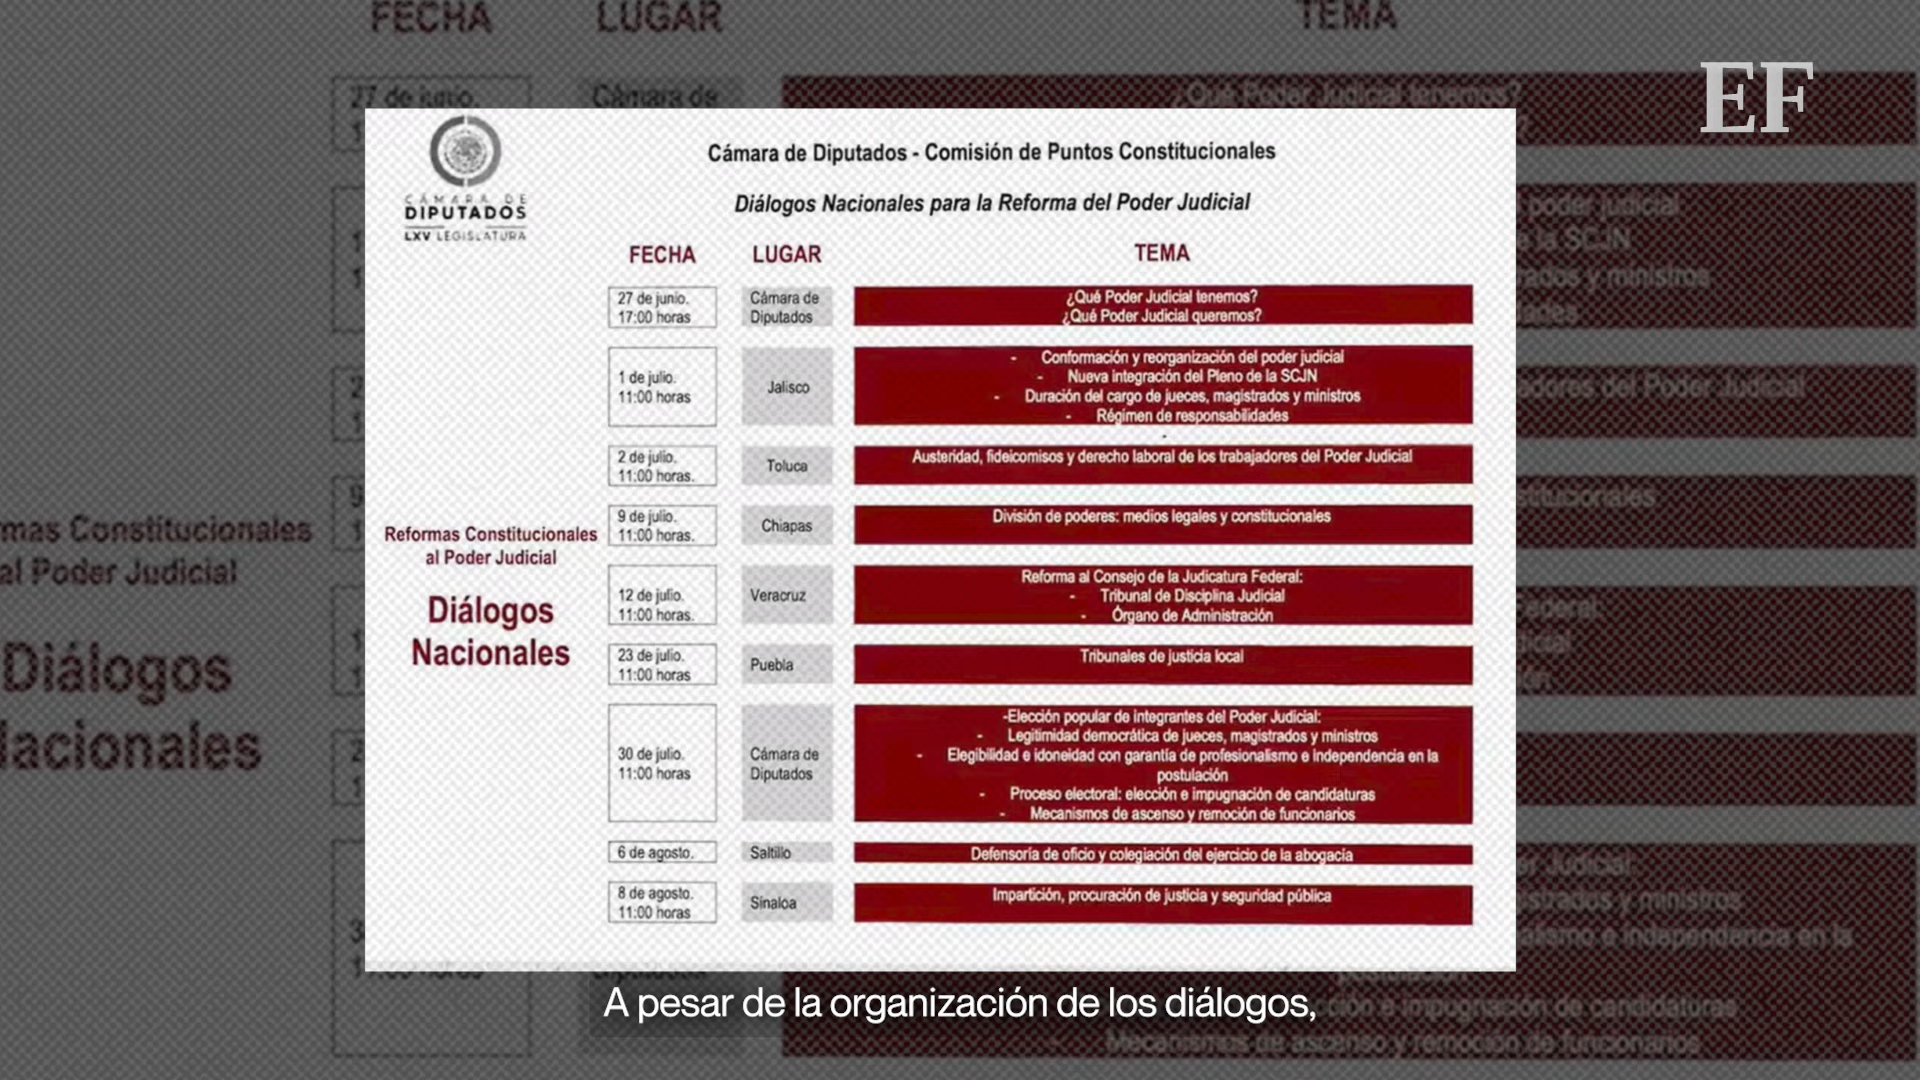 FECHA LUGAR TEMA
EF
CÁMARA DE
DIPUTADOS
LXV LEGISLATURA
Cámara de Diputados - Comisión de Puntos Constitucionales
Diálogos Nacionales para la Reforma del Poder Judicial
FECHA LUGAR TEMA
27 de junio.
17:00 horas
Cámara de
Diputados
¿Qué Poder Judicial tenemos?
¿Qué Poder Judicial queremos?
1 de julio.
11:00 horas
Jalisco
- Conformación y reorganización del poder judicial
- Nueva integración del Pleno de la SCJN
- Duración del cargo de jueces, magistrados y ministros
- Régimen de responsabilidades
-
2 de julio.
11:00 horas.
Toluca
Austeridad, fideicomisos y derecho laboral de los trabajadores del Poder Judicial
Reformas Constitucionales
al Poder Judicial
Diálogos
Nacionales
9 de julio.
11:00 horas.
Chiapas
División de poderes: medios legales y constitucionales
12 de julio.
11:00 horas.
Veracruz
Reforma al Consejo de la Judicatura Federal:
- Tribunal de Disciplina Judicial
- Órgano de Administración
23 de julio.
11:00 horas
Puebla
Tribunales de justicia local
30 de julio.
11:00 horas
Cámara de
Diputados
-Elección popular de integrantes del Poder Judicial:
- Legitimidad democrática de jueces, magistrados y ministros
- Elegibilidad e idoneidad con garantía de profesionalismo e independencia en la
postulación
- Proceso electoral: elección e impugnación de candidaturas
- Mecanismos de ascenso y remoción de funcionarios
6 de agosto.
Saltillo
Defensoría de oficio y colegiación del ejercicio de la abogacía
8 de agosto.
11:00 horas
Sinaloa
Impartición, procuración de justicia y seguridad pública
A pesar de la organización de los diálogos,